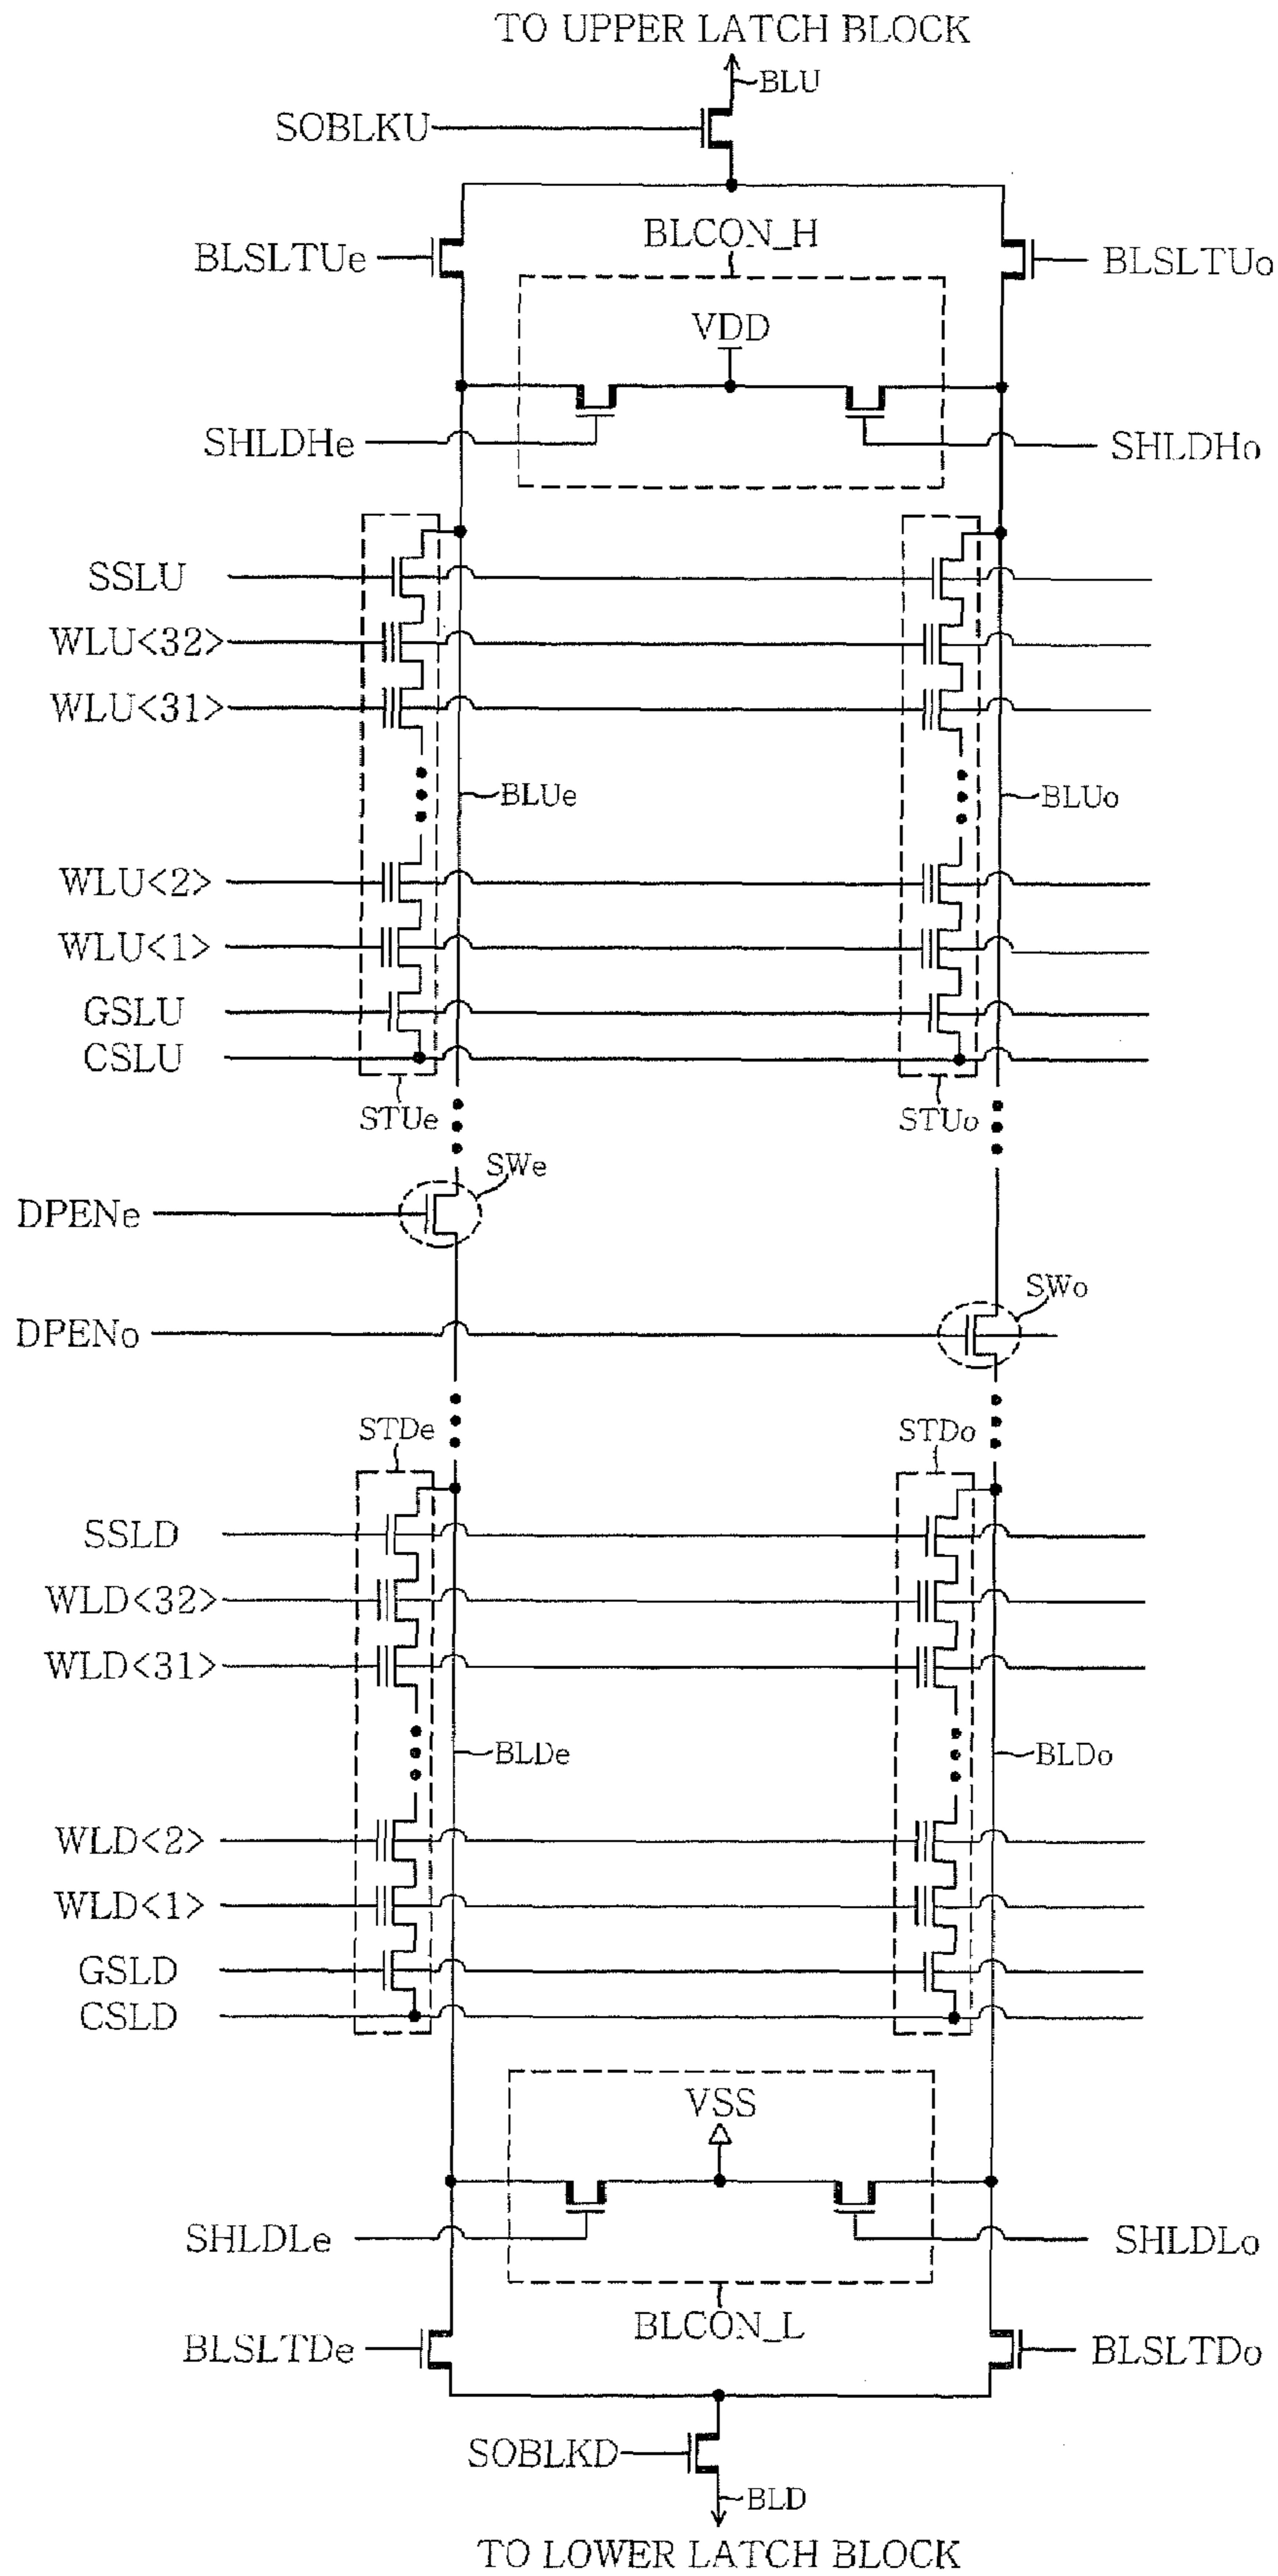 TO UPPER LATCH BLOCK
BLU
SOBLKU
BLCON_H
BLSLTUe
BLSLTUo
VDD
SHLDHe
SHLDHo
SSLU
WLU<32>
WLU<31>
BLUe
BLUo
WLU<2>
WLU<1>
GSLU
CSLU
STUe
STUo
SWe
DPENe
SWo
DPENo
STDe
STDo
SSLD
WLD<32>
WLD<31>
BLDe
BLDo
WLD<2>
WLD<1>
GSLD
CSLD
VSS
SHLDLe
SHLDLo
BLCON_L
BLSLTDe
BLSLTDo
SOBLKD
BLD
TO LOWER LATCH BLOCK